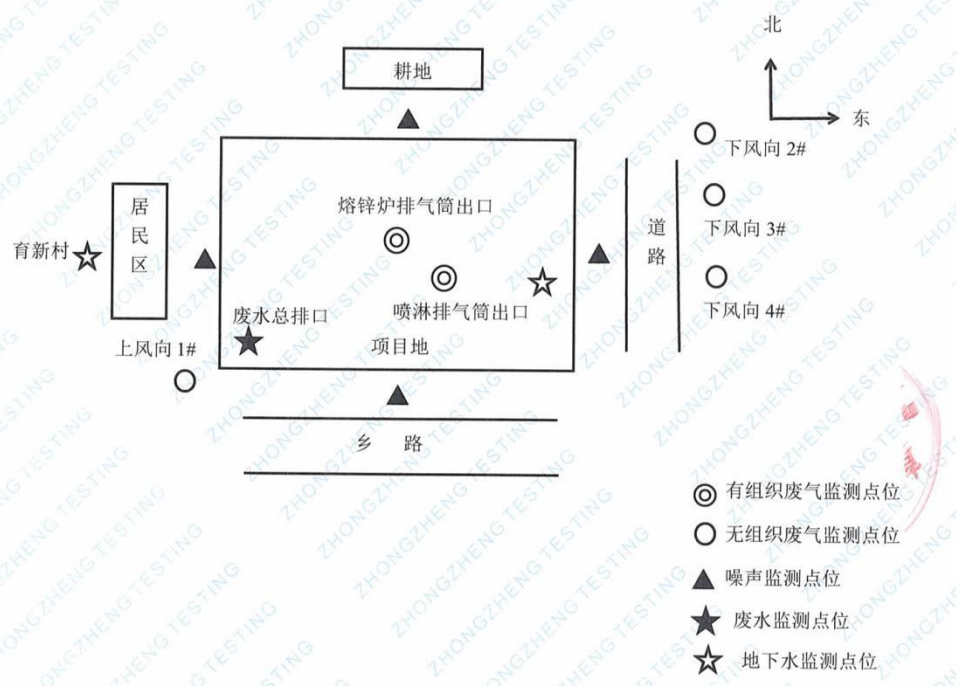 北
耕地
东
下风向 2#
居民区
熔锌炉排气筒出口
道路
下风向 3#
育新村
废水总排口
喷淋排气筒出口
下风向 4#
上风向 1#
项目地
乡 路
有组织废气监测点位
无组织废气监测点位
噪声监测点位
废水监测点位
地下水监测点位
ZHONGZHENG TESTING